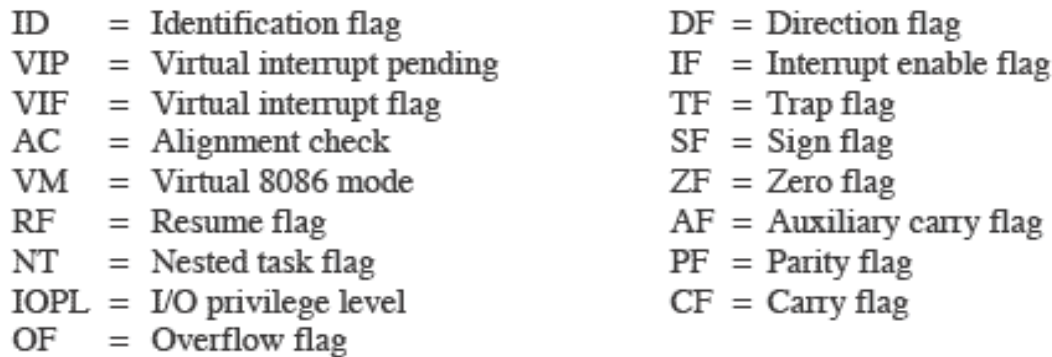 ID = Identification flag
VIP = Virtual interrupt pending
VIF = Virtual interrupt flag
AC = Alignment check
VM = Virtual 8086 mode
RF = Resume flag
NT = Nested task flag
IOPL = I/O privilege level
OF = Overflow flag
DF = Direction flag
IF = Interrupt enable flag
TF = Trap flag
SF = Sign flag
ZF = Zero flag
AF = Auxiliary carry flag
PF = Parity flag
CF = Carry flag